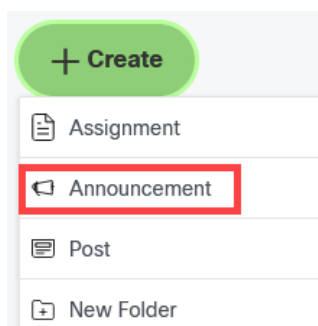 + Create
Assignment
Announcement
Post
New Folder